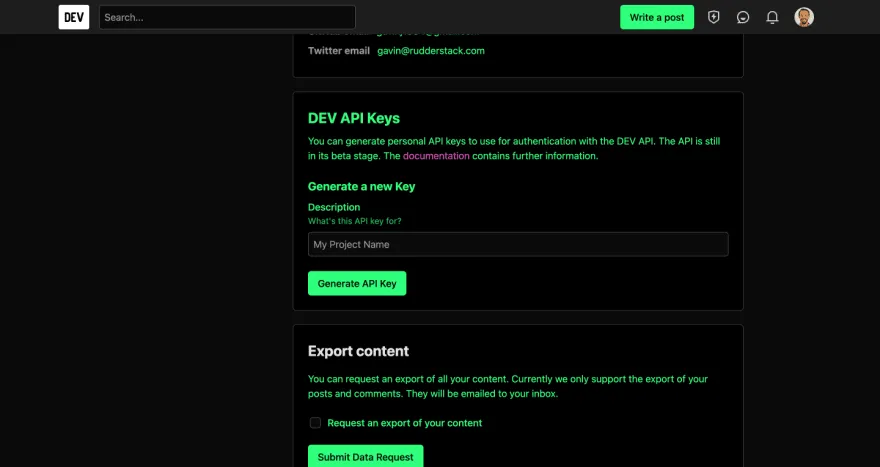 DEV
Search...
Write a post
Twitter email gavin@rudderstack.com
DEV API Keys
You can generate personal API keys to use for authentication with the DEV API. The API is still
in its beta stage. The documentation contains further information.
Generate a new Key
Description
What's this API key for?
My Project Name
Generate API Key
Export content
You can request an export of all your content. Currently we only support the export of your
posts and comments. They will be emailed to your inbox.
Request an export of your content
Submit Data Request